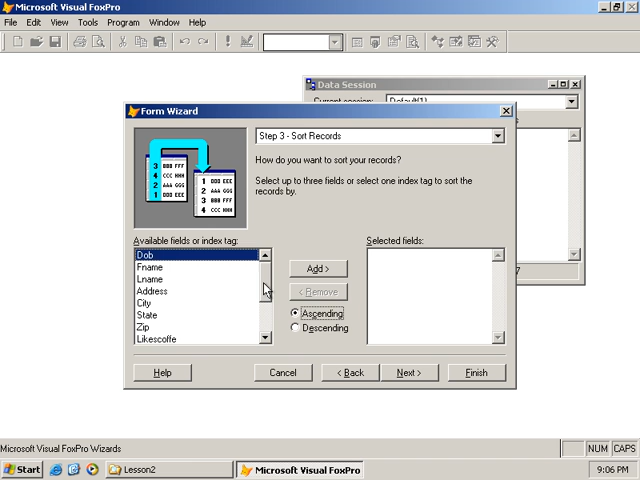 Microsoft Visual FoxPro
File Edit View Tools Program Window Help
Data Session
Current session: Default(1)
Form Wizard
Step 3 - Sort Records
How do you want to sort your records?
Select up to three fields or select one index tag to sort the
records by.
3 BBB FFF
4 CCC HHH
2 AAA GGG
1 DDD EEE
1 DDD EEE
2 AAA GGG
3 BBB FFF
4 CCC HHH
Available fields or index tag:
Selected fields:
Dob
Fname
Lname
Address
City
State
Zip
Likescoffe
Add >
< Remove
Ascending
Descending
Help
Cancel
< Back
Next >
Finish
Microsoft Visual FoxPro Wizards
NUM CAPS
Start
Lesson2
Microsoft Visual FoxPro
9:06 PM